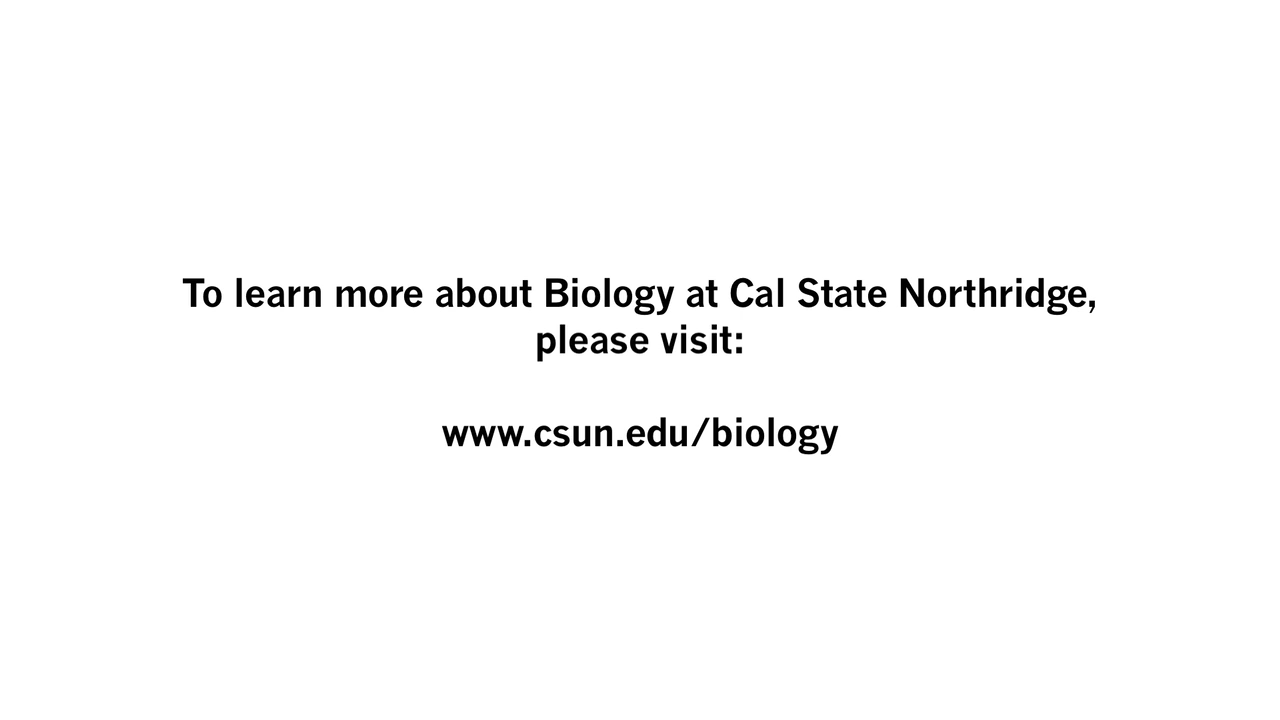 To learn more about Biology at Cal State Northridge,
please visit:
www.csun.edu/biology